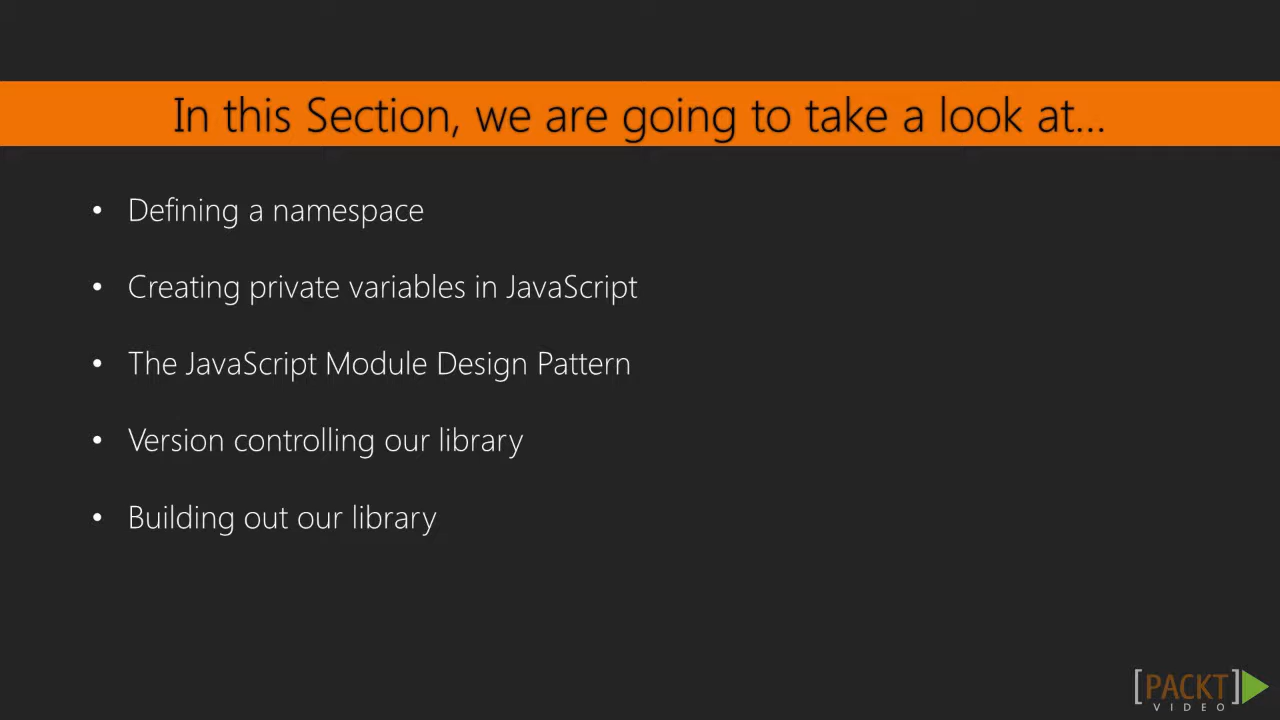 In this Section, we are going to take a look at...
• Defining a namespace
• Creating private variables in JavaScript
• The JavaScript Module Design Pattern
• Version controlling our library
• Building out our library
[PACKT]
VIDEO